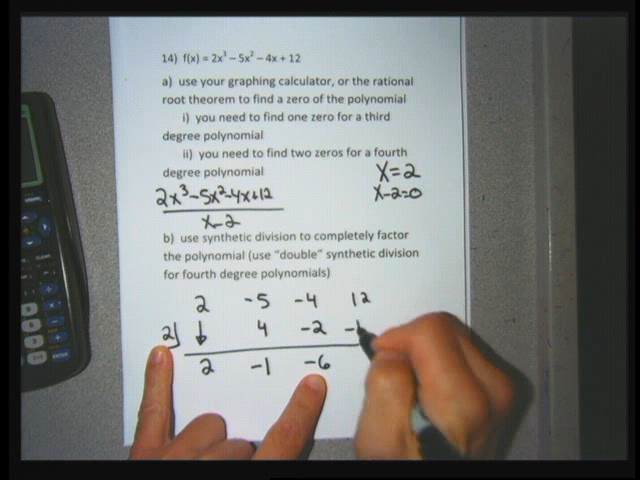 14) f(x) = 2x³ – 5x² – 4x + 12
a) use your graphing calculator, or the rational
root theorem to find a zero of the polynomial
i) you need to find one zero for a third
degree polynomial
ii) you need to find two zeros for a fourth
degree polynomial
x=2
2x³-5x²-4x+12
x-2=0
x-2
b) use synthetic division to completely factor
the polynomial (use “double” synthetic division
for fourth degree polynomials)
2 -5 -4 12
2 ↓ 4 -2 -1
2 -1 -6